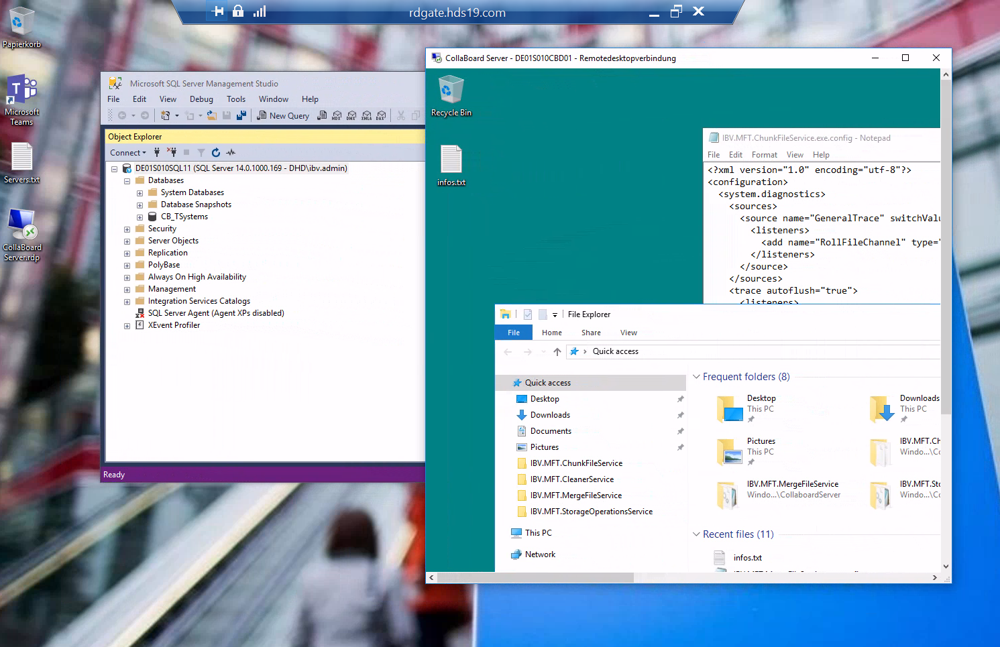 rdgate.hds19.com
Papierkorb
Microsoft
Teams
Servers.txt
CollaBoard
Server.rdp
Microsoft SQL Server Management Studio
File Edit View Debug Tools Window Help
New Query MDX DMX XMLA DAX
Object Explorer
Connect
DE01S010SQL11 (SQL Server 14.0.1000.169 - DHD\ibv.admin)
Databases
System Databases
Database Snapshots
CB_TSystems
Security
Server Objects
Replication
PolyBase
Always On High Availability
Management
Integration Services Catalogs
SQL Server Agent (Agent XPs disabled)
XEvent Profiler
Ready
CollaBoard Server - DE01S010CBD01 - Remotedesktopverbindung
Recycle Bin
infos.txt
IBV.MFT.ChunkFileService.exe.config - Notepad
File Edit Format View Help
<?xml version="1.0" encoding="utf-8"?>
<configuration>
<system.diagnostics>
<sources>
<source name="GeneralTrace" switchValu
<listeners>
<add name="RollFileChannel" type="
</listeners>
</source>
</sources>
<trace autoflush="true">
<listeners>
File Explorer
File Home Share View
Quick access
Quick access
Desktop
Downloads
Documents
Pictures
IBV.MFT.ChunkFileService
IBV.MFT.CleanerService
IBV.MFT.MergeFileService
IBV.MFT.StorageOperationsService
This PC
Network
Frequent folders (8)
Desktop
This PC
Downloads
This PC
Pictures
This PC
IBV.MFT.Ch
Windo...\Co
IBV.MFT.MergeFileService
Windo...\CollaboardServer
IBV.MFT.Sto
Windo...\Co
Recent files (11)
infos.txt